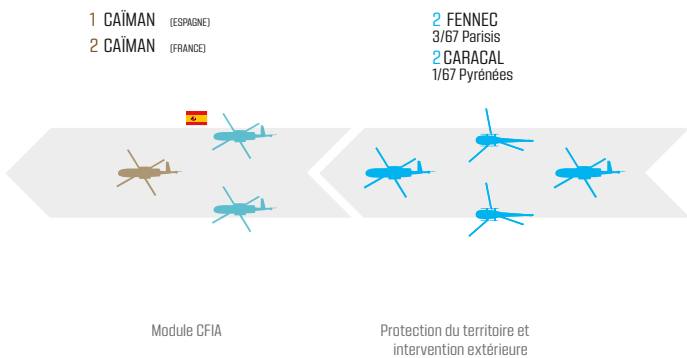 1 CAÏMAN (ESPAGNE)
2 CAÏMAN (FRANCE)
2 FENNEC
3/67 Parisis
2 CARACAL
1/67 Pyrénées
Module CFIA
Protection du territoire et
intervention extérieure